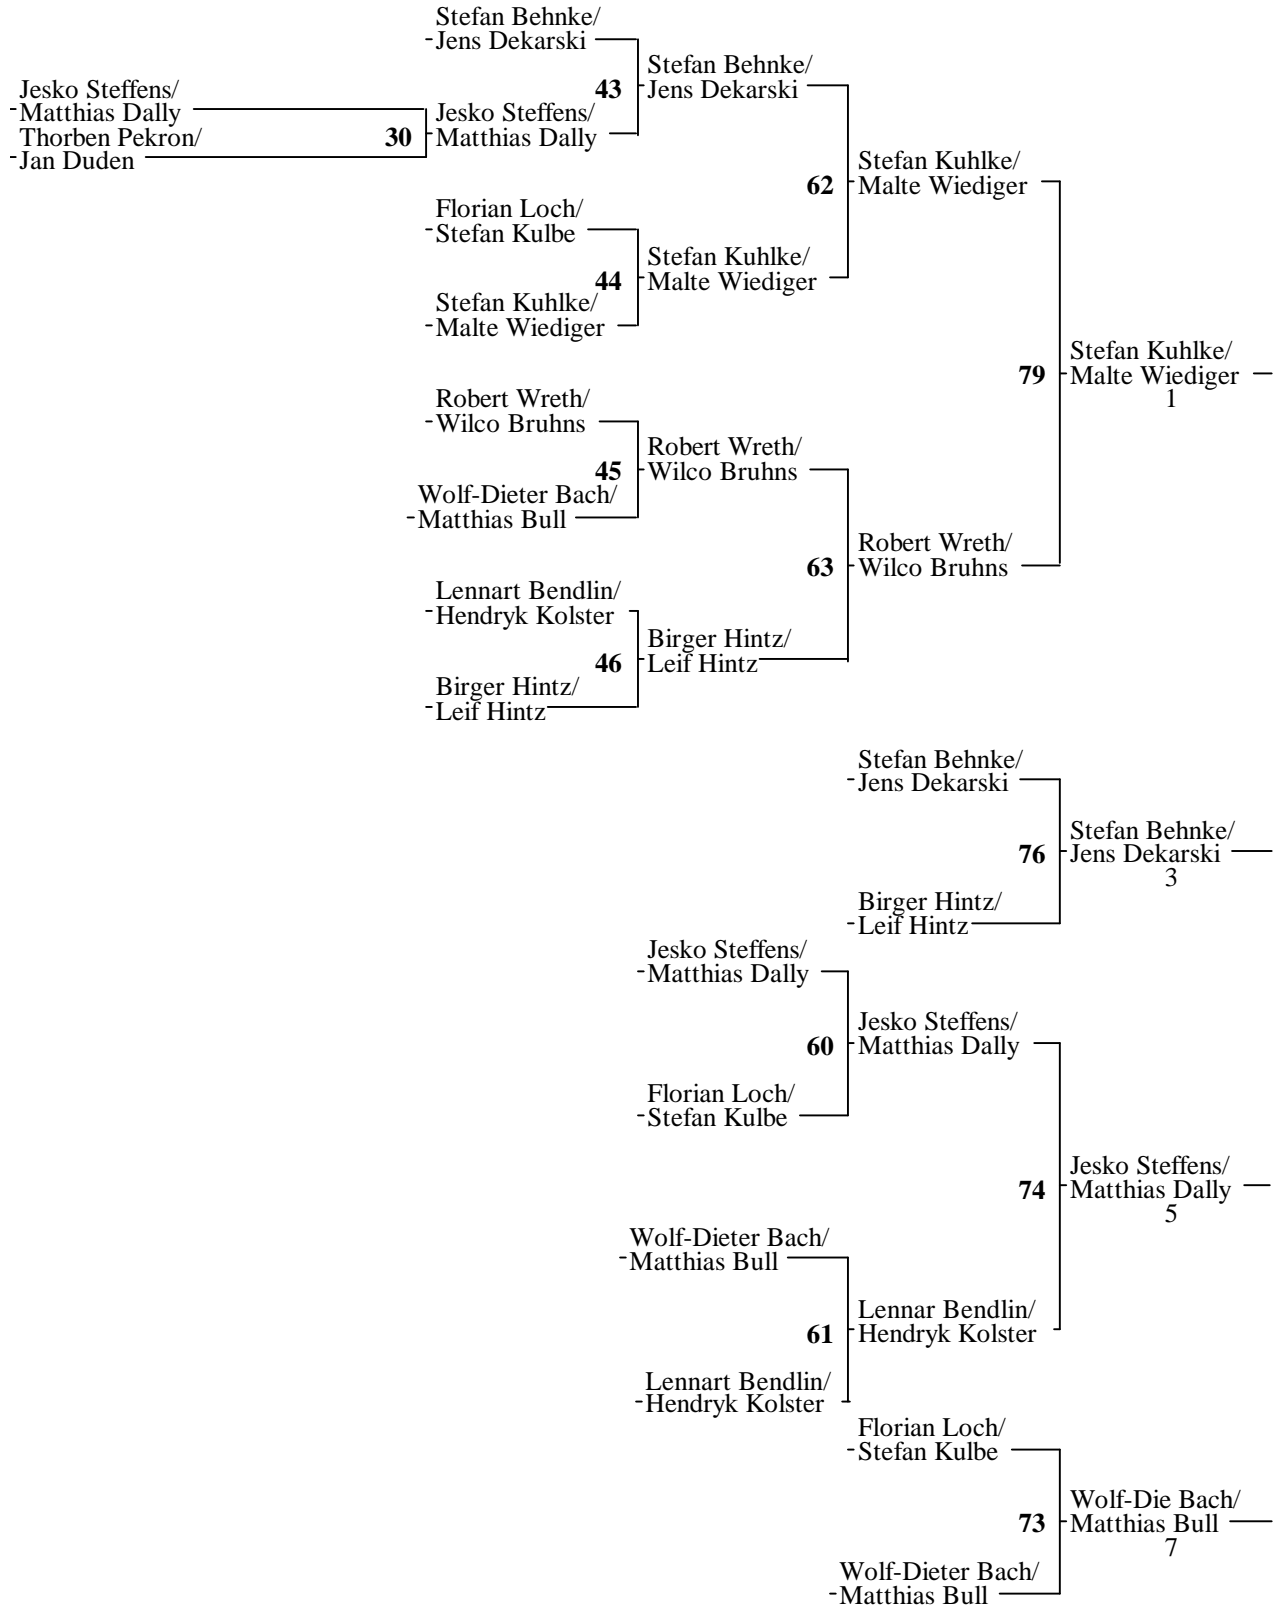 Stefan Behnke/
Jens Dekarski
Stefan Behnke/
43 Jens Dekarski
Jesko Steffens/
Matthias Dally
Jesko Steffens/
Thorben Pekron/
30 Matthias Dally
Jan Duden
Stefan Kuhlke/
62 Malte Wiediger
Florian Loch/
Stefan Kulbe
Stefan Kuhlke/
44 Malte Wiediger
Stefan Kuhlke/
Malte Wiediger
Stefan Kuhlke/
79 Malte Wiediger
1
Robert Wreth/
Wilco Bruhns
Robert Wreth/
45 Wilco Bruhns
Wolf-Dieter Bach/
Matthias Bull
Robert Wreth/
63 Wilco Bruhns
Lennart Bendlin/
Hendryk Kolster
Birger Hintz/
46 Leif Hintz
Birger Hintz/
Leif Hintz
Stefan Behnke/
Jens Dekarski
Stefan Behnke/
76 Jens Dekarski
3
Birger Hintz/
Leif Hintz
Jesko Steffens/
Matthias Dally
Jesko Steffens/
60 Matthias Dally
Florian Loch/
Stefan Kulbe
Jesko Steffens/
74 Matthias Dally
5
Wolf-Dieter Bach/
Matthias Bull
Lennar Bendlin/
61 Hendryk Kolster
Lennart Bendlin/
Hendryk Kolster
Florian Loch/
Stefan Kulbe
Wolf-Die Bach/
73 Matthias Bull
7
Wolf-Dieter Bach/
Matthias Bull